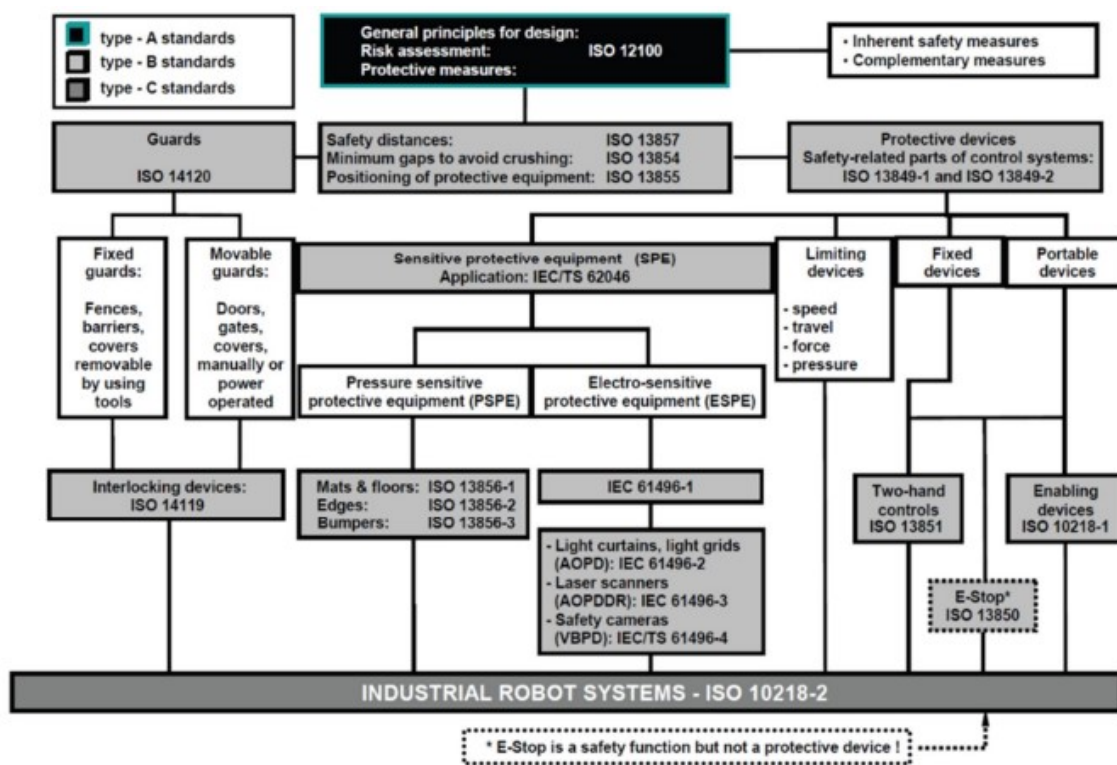 type - A standards
type - B standards
type - C standards
General principles for design:
Risk assessment: ISO 12100
Protective measures:
• Inherent safety measures
• Complementary measures
Guards
ISO 14120
Safety distances: ISO 13857
Minimum gaps to avoid crushing: ISO 13854
Positioning of protective equipment: ISO 13855
Protective devices
Safety-related parts of control systems:
ISO 13849-1 and ISO 13849-2
Fixed
guards:
Fences,
barriers,
covers
removable
by using
tools
Movable
guards:
Doors,
gates,
covers,
manually or
power
operated
Sensitive protective equipment (SPE)
Application: IEC/TS 62046
Limiting
devices
- speed
- travel
- force
- pressure
Fixed
devices
Portable
devices
Pressure sensitive
protective equipment (PSPE)
Electro-sensitive
protective equipment (ESPE)
Interlocking devices:
ISO 14119
Mats & floors: ISO 13856-1
Edges: ISO 13856-2
Bumpers: ISO 13856-3
IEC 61496-1
- Light curtains, light grids
(AOPD): IEC 61496-2
- Laser scanners
(AOPDDR): IEC 61496-3
- Safety cameras
(VBPD): IEC/TS 61496-4
Two-hand
controls
ISO 13851
Enabling
devices
ISO 10218-1
E-Stop*
ISO 13850
INDUSTRIAL ROBOT SYSTEMS - ISO 10218-2
* E-Stop is a safety function but not a protective device !